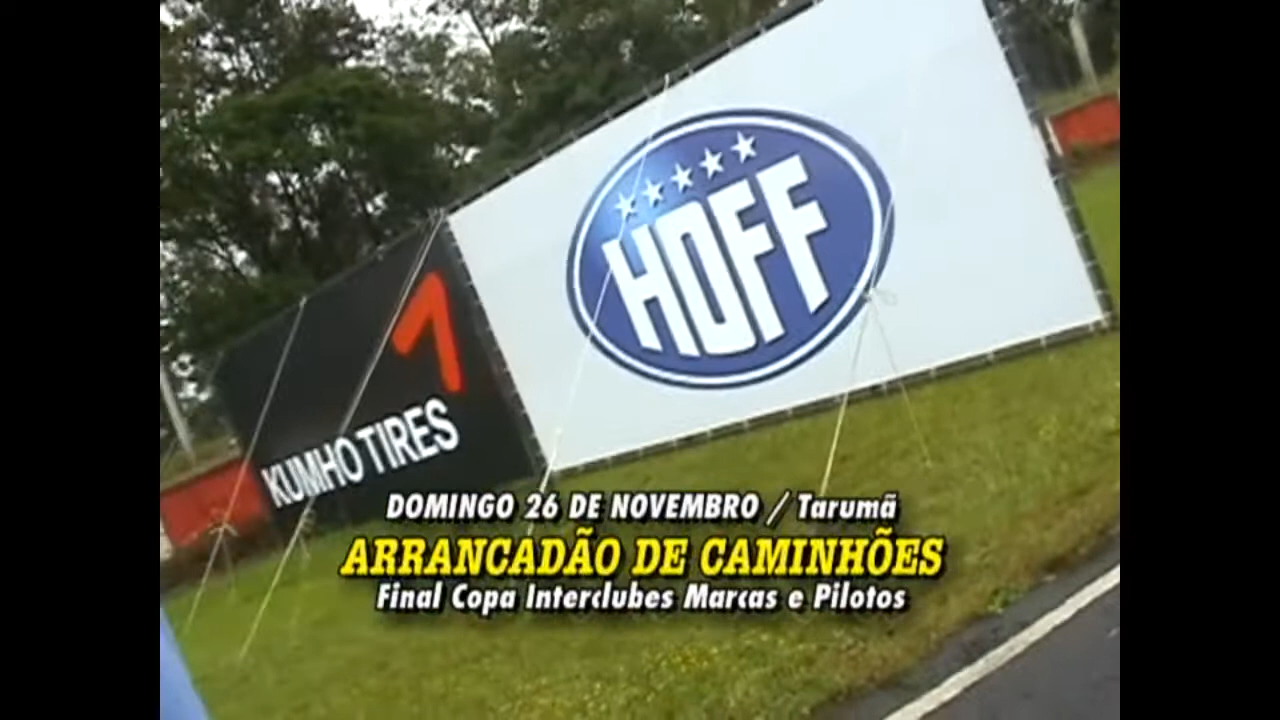 HOFF
KUMHO TIRES
DOMINGO 26 DE NOVEMBRO / Tarumã
ARRANCADÃO DE CAMINHÕES
Final Copa Interclubes Marcas e Pilotos